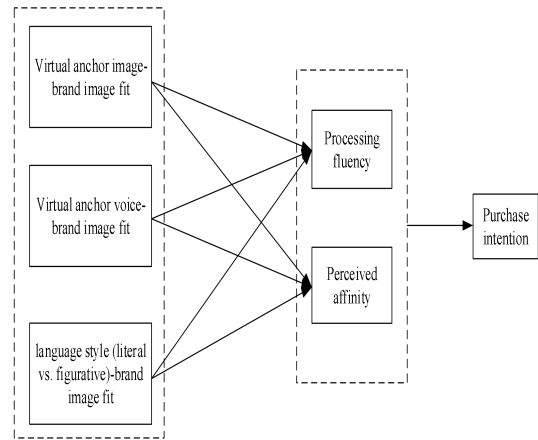 Virtual anchor image-
brand image fit
Virtual anchor voice-
brand image fit
language style (literal
vs. figurative)-brand
image fit
Processing
fluency
Perceived
affinity
Purchase
intention